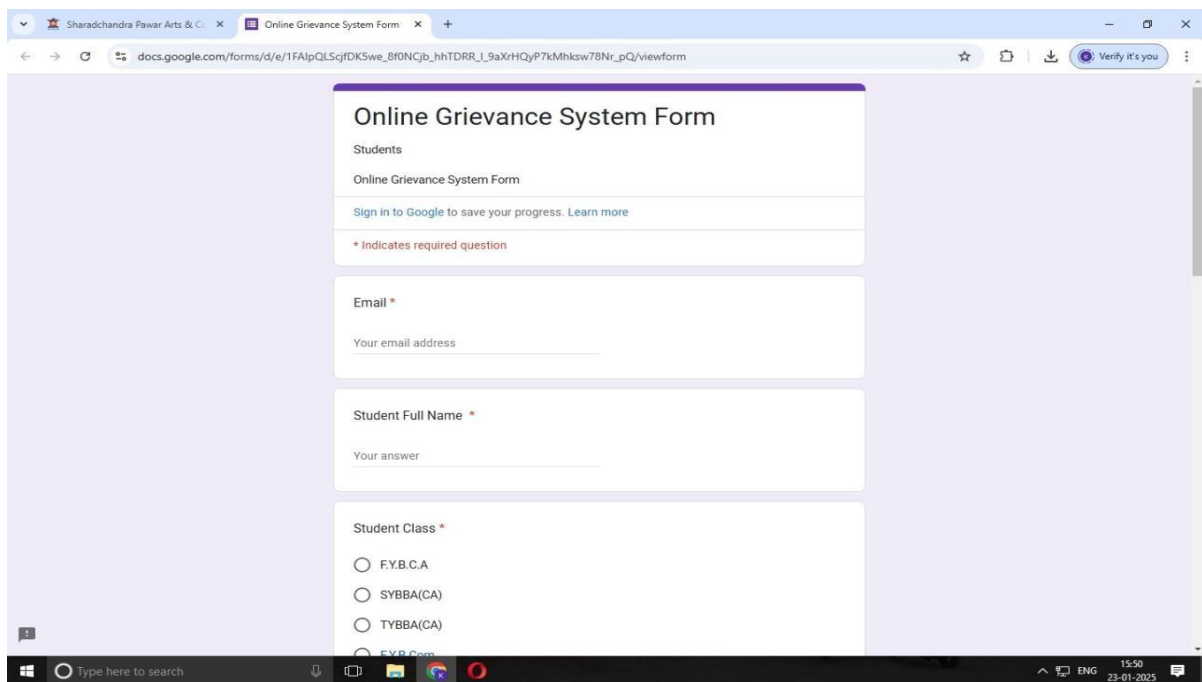 Sharadchandra Pawar Arts & C
Online Grievance System Form
docs.google.com/forms/d/e/1FAIpQLScjfDK5we_8f0NCjb_hhTDRR_I_9aXrHQyP7kMhksw78Nr_pQ/viewform
Verify it's you
Online Grievance System Form
Students
Online Grievance System Form
Sign in to Google to save your progress. Learn more
* Indicates required question
Email *
Your email address
Student Full Name *
Your answer
Student Class *
F.Y.B.C.A
SYBBA(CA)
TYBBA(CA)
F.Y.B.Com
Type here to search
ENG
15:50
23-01-2025